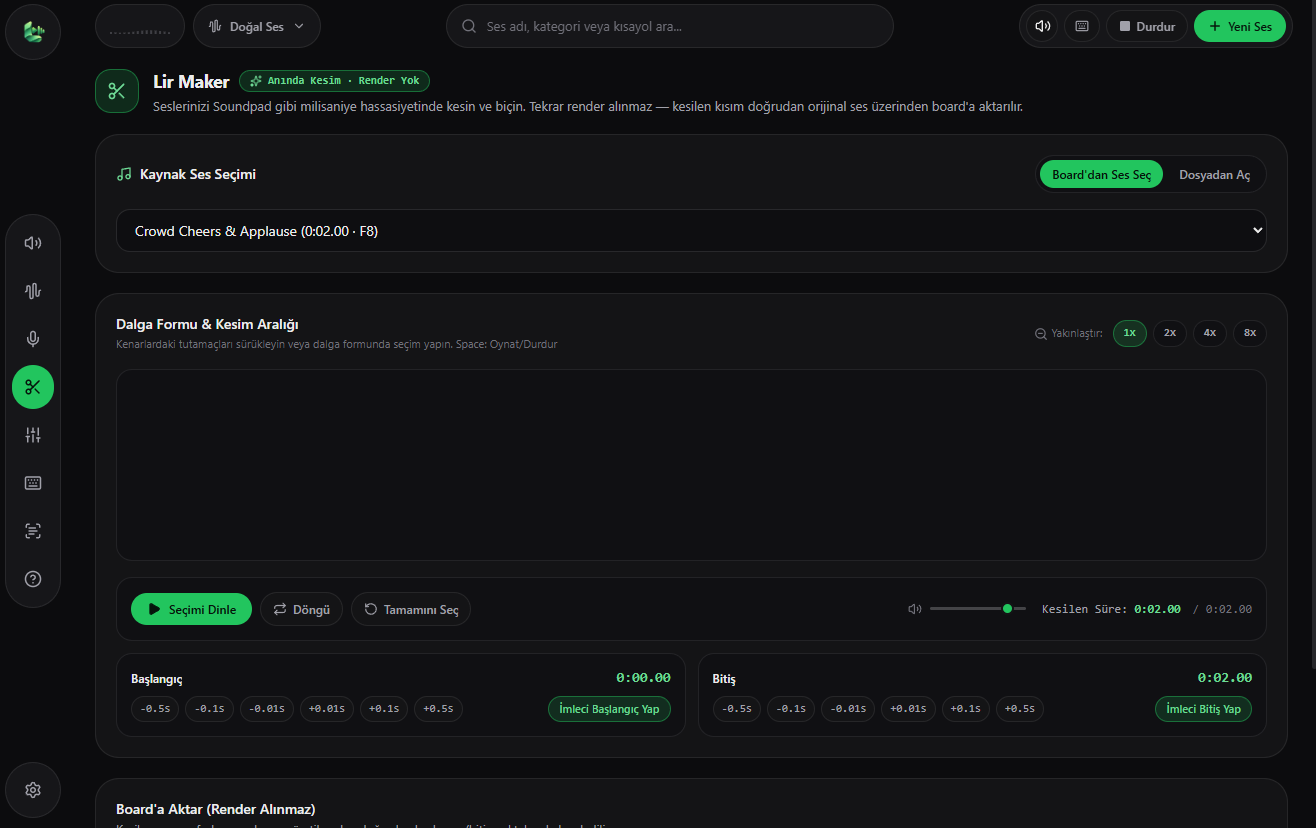 Doğal Ses
Ses adı, kategori veya kısayol ara...
Durdur
+ Yeni Ses
Lir Maker
Anında Kesim · Render Yok
Seslerinizi Soundpad gibi milisaniye hassasiyetinde kesin ve biçin. Tekrar render alınmaz — kesilen kısım doğrudan orijinal ses üzerinden board'a aktarılır.
Kaynak Ses Seçimi
Board'dan Ses Seç
Dosyadan Aç
Crowd Cheers & Applause (0:02.00 · F8)
Dalga Formu & Kesim Aralığı
Kenarlardaki tutamaçları sürükleyin veya dalga formunda seçim yapın. Space: Oynat/Durdur
Yakınlaştır:
1x
2x
4x
8x
Seçimi Dinle
Döngü
Tamamını Seç
Kesilen Süre: 0:02.00 / 0:02.00
Başlangıç
0:00.00
-0.5s
-0.1s
-0.01s
+0.01s
+0.1s
+0.5s
İmleci Başlangıç Yap
Bitiş
0:02.00
-0.5s
-0.1s
-0.01s
+0.01s
+0.1s
+0.5s
İmleci Bitiş Yap
Board'a Aktar (Render Alınmaz)